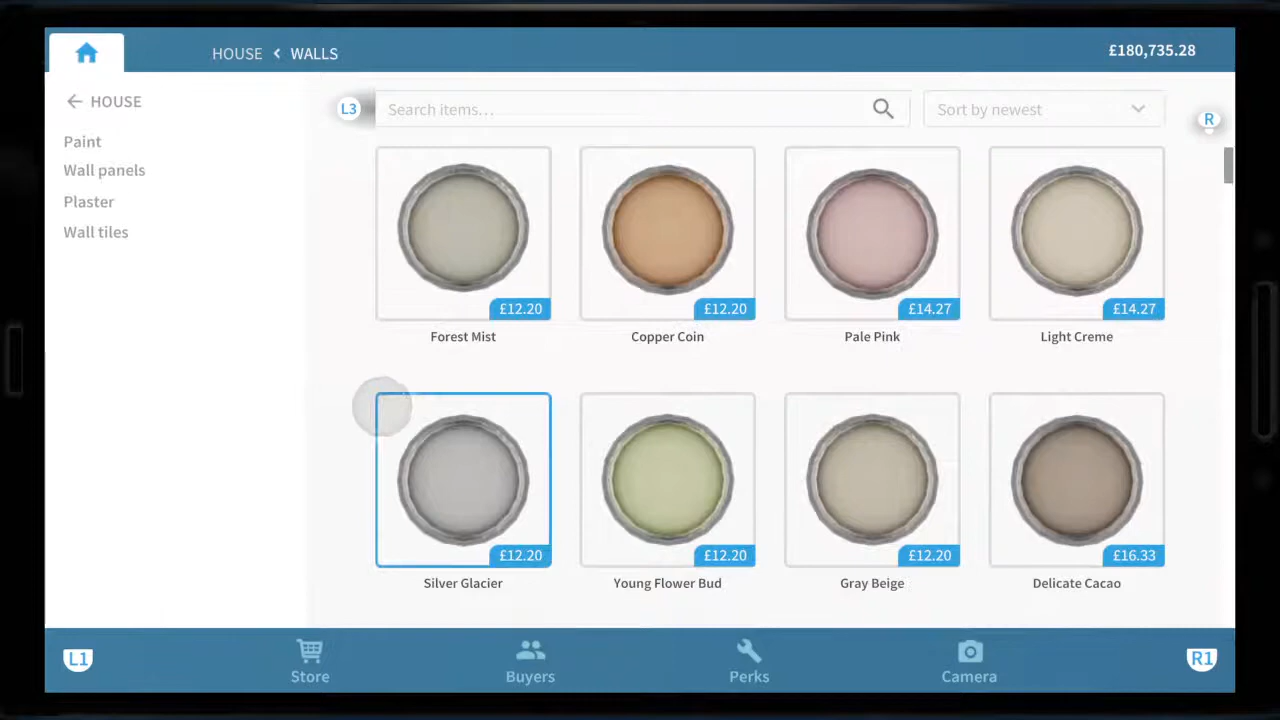 HOUSE < WALLS
£180,735.28
← HOUSE
Paint
Wall panels
Plaster
Wall tiles
L3
Search items...
Sort by newest
R
£12.20
£12.20
£14.27
£14.27
Forest Mist
Copper Coin
Pale Pink
Light Creme
£12.20
£12.20
£12.20
£16.33
Silver Glacier
Young Flower Bud
Gray Beige
Delicate Cacao
L1
Store
Buyers
Perks
Camera
R1